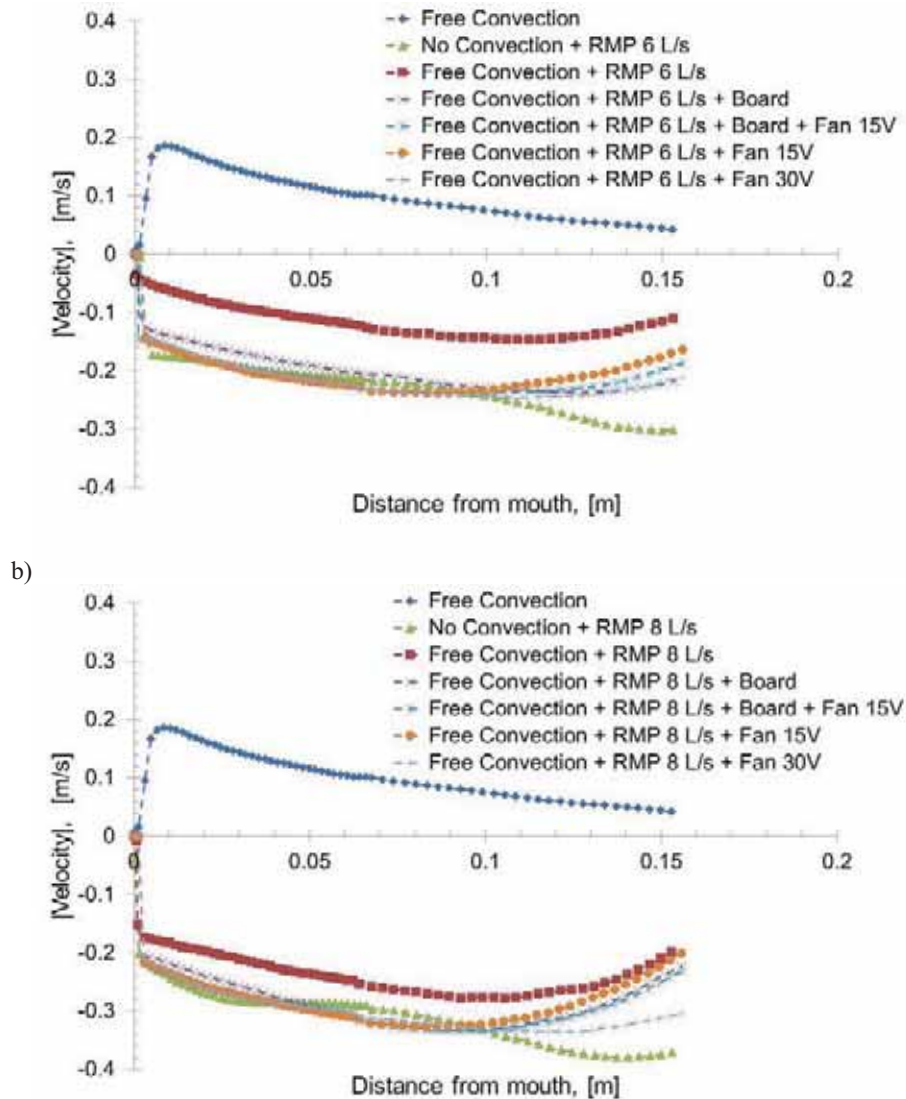 0.4
0.3
0.2
0.1
0
-0.1
-0.2
-0.3
-0.4
|Velocity|, [m/s]
Free Convection
No Convection + RMP 6 L/s
Free Convection + RMP 6 L/s
Free Convection + RMP 6 L/s + Board
Free Convection + RMP 6 L/s + Board + Fan 15V
Free Convection + RMP 6 L/s + Fan 15V
Free Convection + RMP 6 L/s + Fan 30V
0 0.05 0.1 0.15 0.2
Distance from mouth, [m]
b)
0.4
0.3
0.2
0.1
0
-0.1
-0.2
-0.3
-0.4
|Velocity|, [m/s]
Free Convection
No Convection + RMP 8 L/s
Free Convection + RMP 8 L/s
Free Convection + RMP 8 L/s + Board
Free Convection + RMP 8 L/s + Board + Fan 15V
Free Convection + RMP 8 L/s + Fan 15V
Free Convection + RMP 8 L/s + Fan 30V
0 0.05 0.1 0.15 0.2
Distance from mouth, [m]